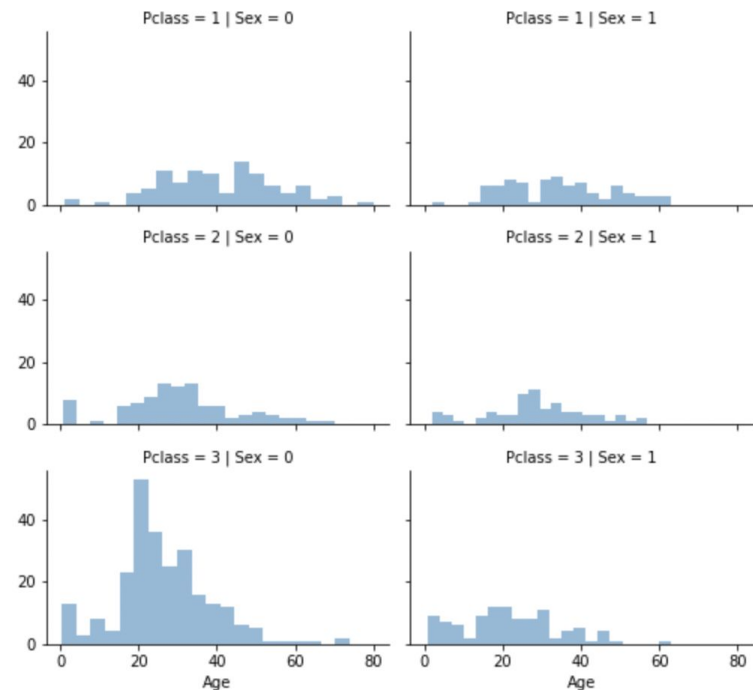 Pclass = 1 | Sex = 0
Pclass = 1 | Sex = 1
40
20
0
Pclass = 2 | Sex = 0
Pclass = 2 | Sex = 1
40
20
0
Pclass = 3 | Sex = 0
Pclass = 3 | Sex = 1
40
20
0
0 20 40 60 80
0 20 40 60 80
Age
Age